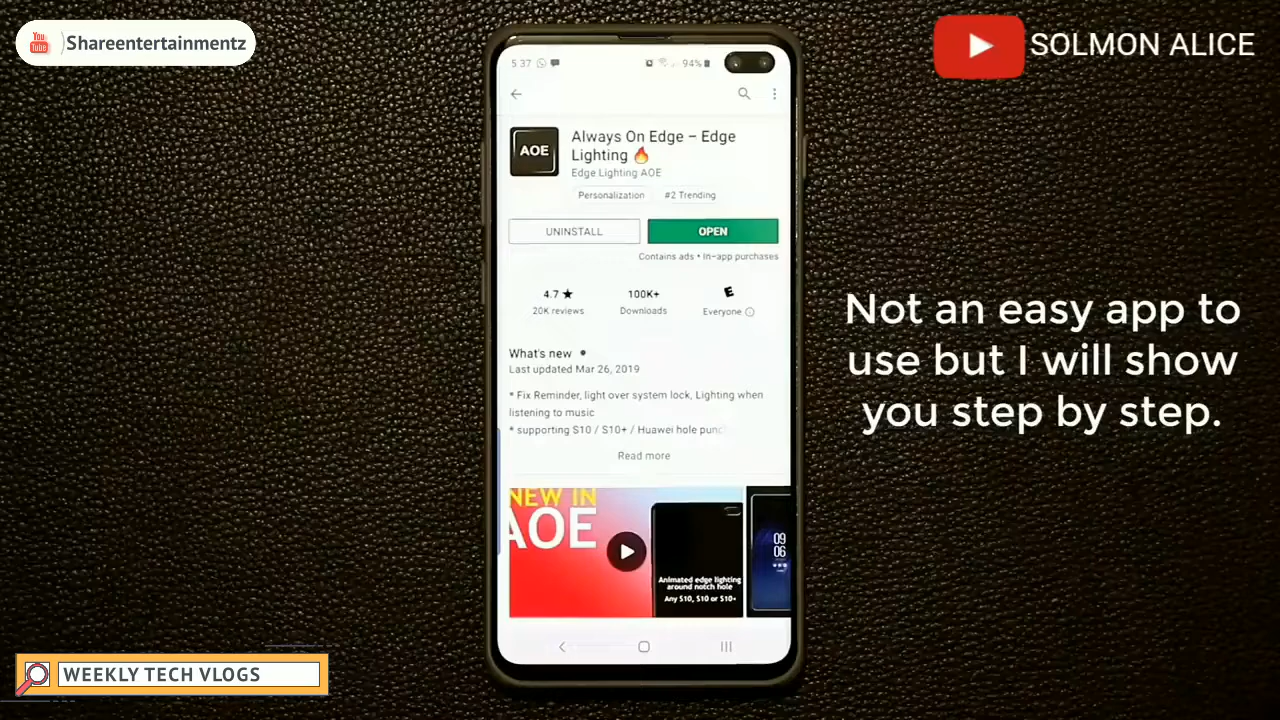 You
Tube
Shareentertainmentz
SOLMON ALICE
5:37
94%
Always On Edge – Edge
Lighting 🔥
AOE
Edge Lighting AOE
Personalization
#2 Trending
UNINSTALL
OPEN
Contains ads • In-app purchases
4.7 ★
20K reviews
100K+
Downloads
E
Everyone
What's new
Last updated Mar 26, 2019
* Fix Reminder, light over system lock, Lighting when
listening to music
* supporting S10 / S10+ / Huawei hole punc
Read more
NEW IN
AOE
Animated edge lighting
around notch hole
Any S10, S10 or S10+
09
06
Not an easy app to
use but I will show
you step by step.
WEEKLY TECH VLOGS